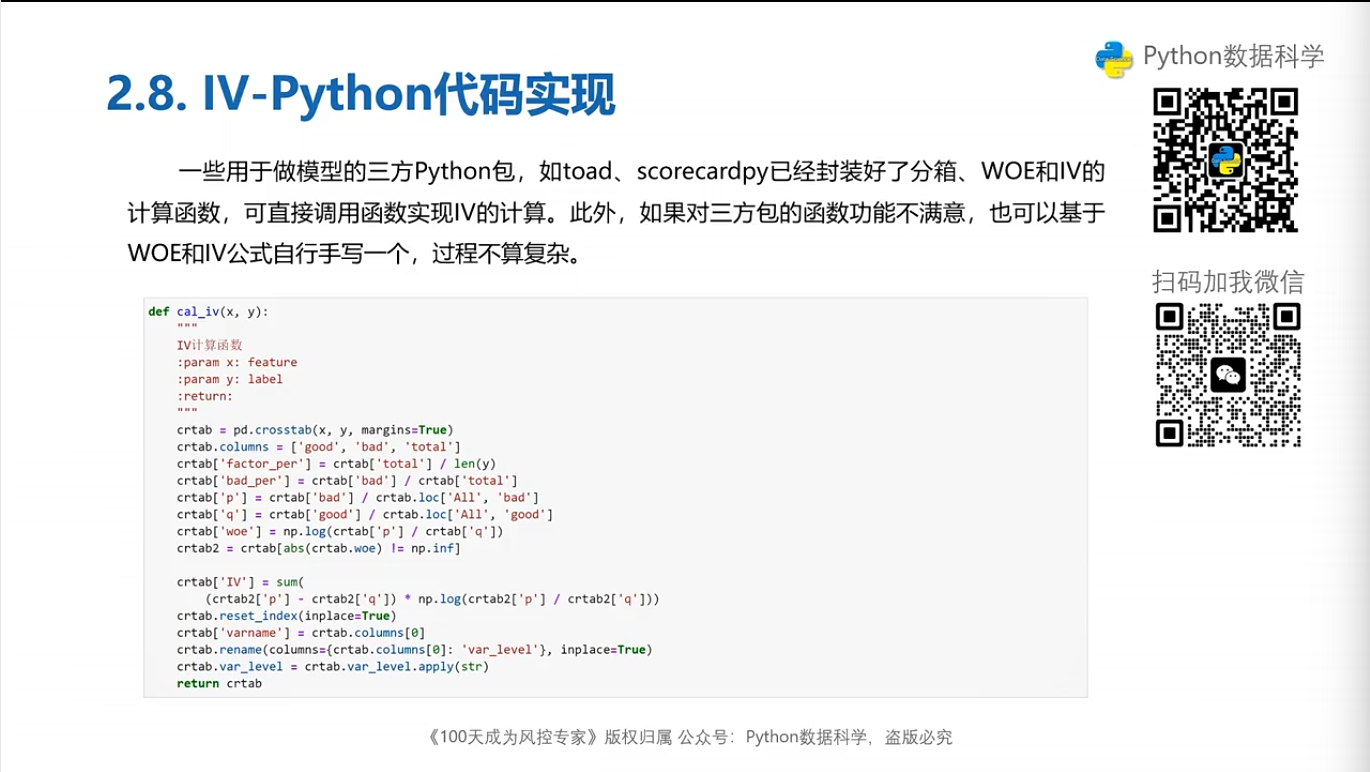 2.8. IV-Python代码实现
Python数据科学
一些用于做模型的三方Python包，如toad、scorecardpy已经封装好了分箱、WOE和IV的
计算函数，可直接调用函数实现IV的计算。此外，如果对三方包的函数功能不满意，也可以基于
WOE和IV公式自行手写一个，过程不算复杂。
扫码加我微信
def cal_iv(x, y):
    """
    IV计算函数
    :param x: feature
    :param y: label
    :return:
    """
    crtab = pd.crosstab(x, y, margins=True)
    crtab.columns = ['good', 'bad', 'total']
    crtab['factor_per'] = crtab['total'] / len(y)
    crtab['bad_per'] = crtab['bad'] / crtab['total']
    crtab['p'] = crtab['bad'] / crtab.loc['All', 'bad']
    crtab['q'] = crtab['good'] / crtab.loc['All', 'good']
    crtab['woe'] = np.log(crtab['p'] / crtab['q'])
    crtab2 = crtab[abs(crtab.woe) != np.inf]

    crtab['IV'] = sum(
        (crtab2['p'] - crtab2['q']) * np.log(crtab2['p'] / crtab2['q']))
    crtab.reset_index(inplace=True)
    crtab['varname'] = crtab.columns[0]
    crtab.rename(columns={crtab.columns[0]: 'var_level'}, inplace=True)
    crtab.var_level = crtab.var_level.apply(str)
    return crtab
《100天成为风控专家》版权归属 公众号：Python数据科学，盗版必究